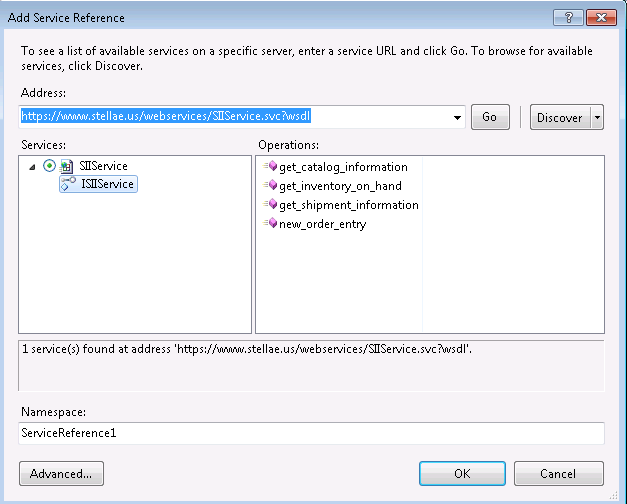 Add Service Reference
To see a list of available services on a specific server, enter a service URL and click Go. To browse for available
services, click Discover.
Address:
https://www.stellae.us/webservices/SIIService.svc?wsdl
Go
Discover
Services:
Operations:
SIIService
ISIIService
get_catalog_information
get_inventory_on_hand
get_shipment_information
new_order_entry
1 service(s) found at address 'https://www.stellae.us/webservices/SIIService.svc?wsdl'.
Namespace:
ServiceReference1
Advanced...
OK
Cancel